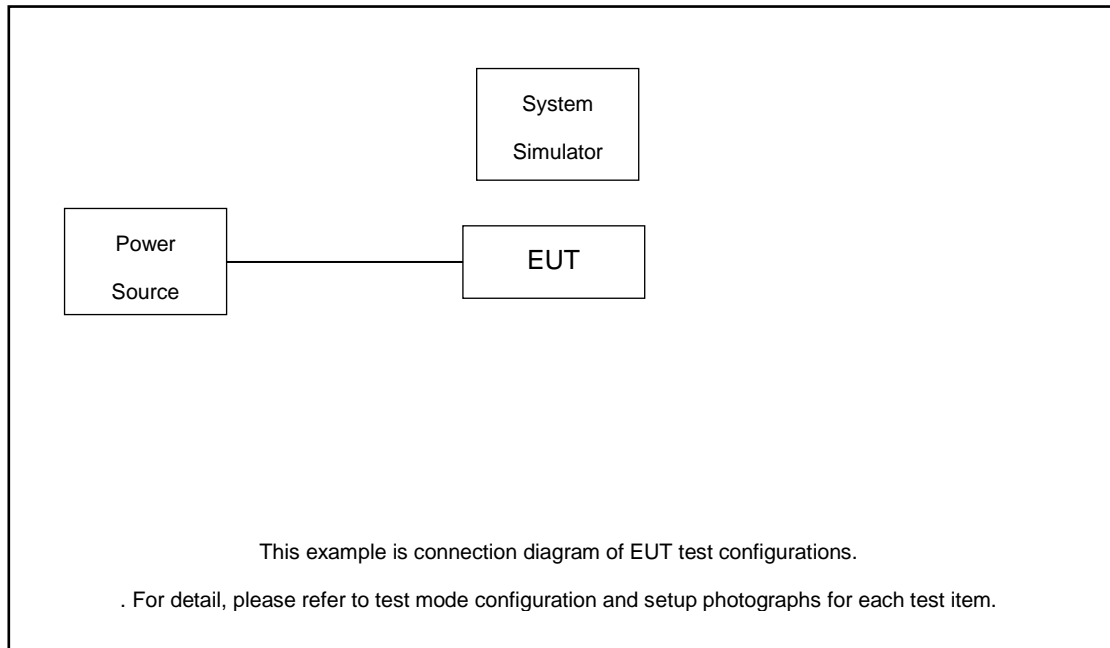 System
Simulator
Power
Source
EUT
This example is connection diagram of EUT test configurations.
. For detail, please refer to test mode configuration and setup photographs for each test item.